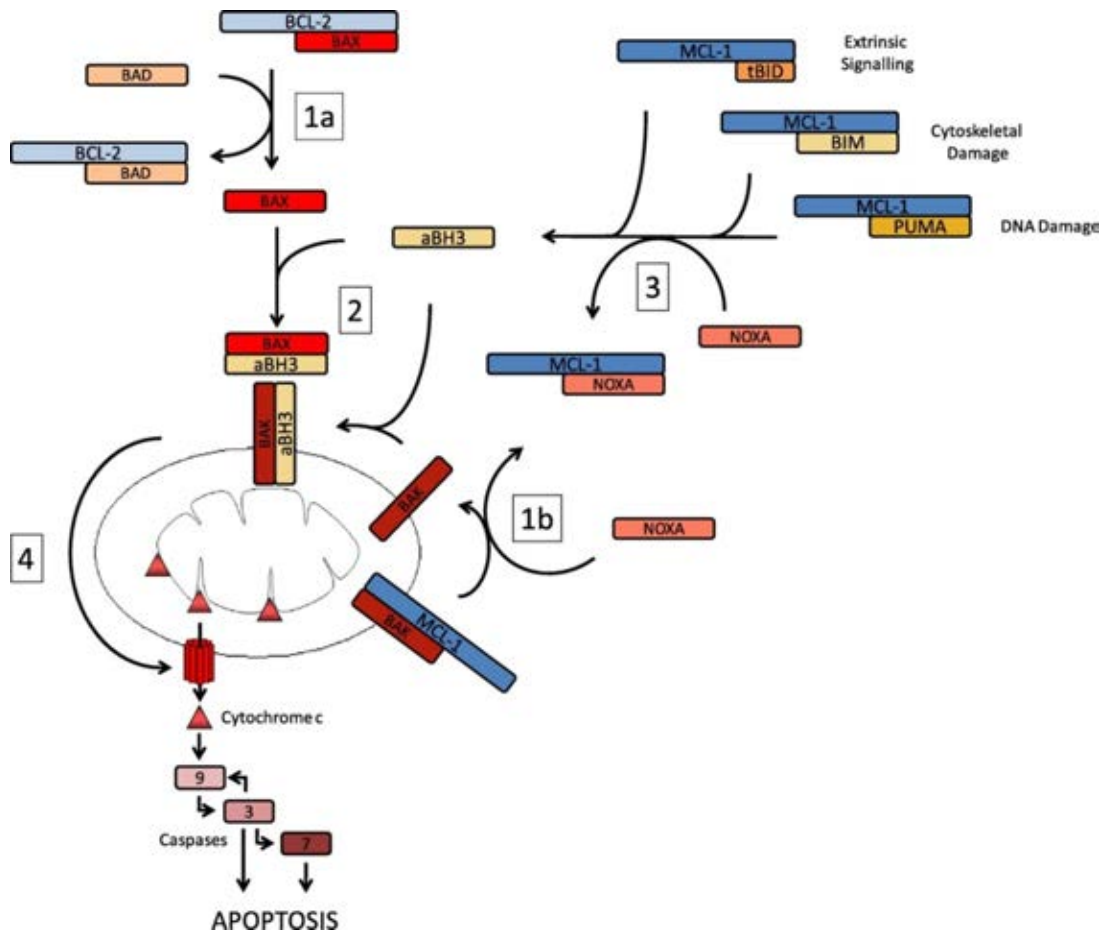 BCL-2
BAX
BAD
1a
BCL-2
BAD
BAX
aBH3
2
BAX
aBH3
BAK
aBH3
MCL-1
tBID
Extrinsic
Signalling
MCL-1
BIM
Cytoskeletal
Damage
MCL-1
PUMA
DNA Damage
3
NOXA
MCL-1
NOXA
BAK
1b
NOXA
MCL-1
BAK
4
Cytochrome c
9
3
Caspases
7
APOPTOSIS